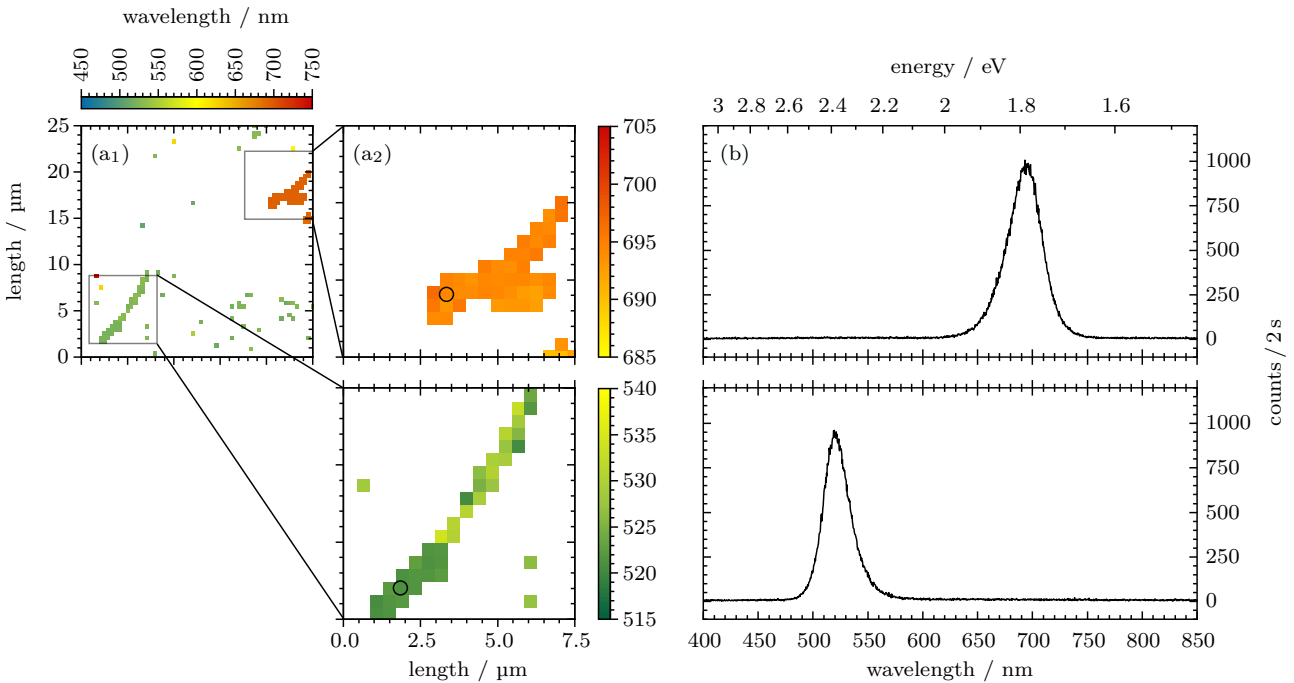 wavelength / nm
450 500 550 600 650 700 750
energy / eV
3 2.8 2.6 2.4 2.2 2 1.8 1.6
(a1)
25
20
15
10
5
0
length / µm
(a2)
705
700
695
690
685
(b)
1000
750
500
250
0
540
535
530
525
520
515
1000
750
500
250
0
counts / 2 s
0.0 2.5 5.0 7.5
length / µm
400 450 500 550 600 650 700 750 800 850
wavelength / nm